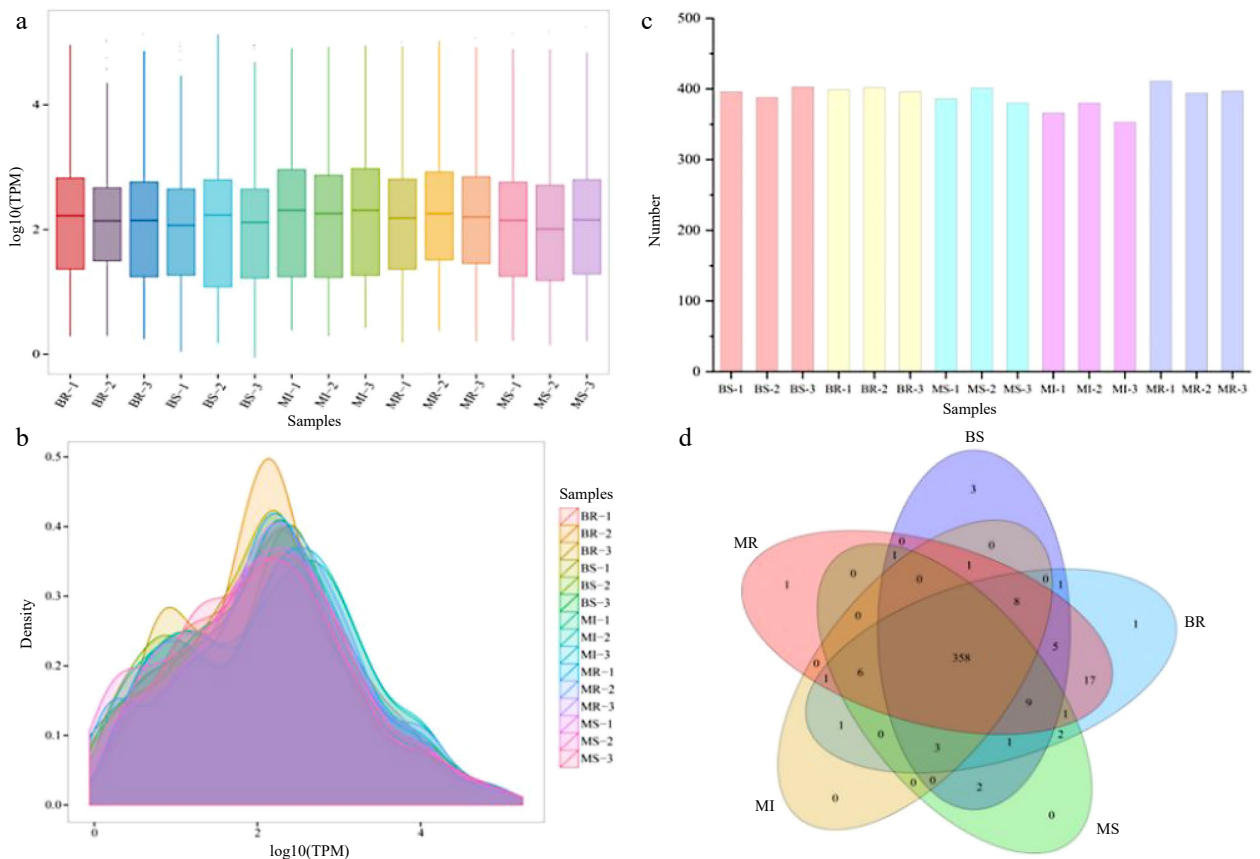 a
log10(TPM)
4
2
0
BR-1
BR-2
BR-3
BS-1
BS-2
BS-3
MI-1
MI-2
MI-3
MR-1
MR-2
MR-3
MS-1
MS-2
MS-3
Samples
c
Number
500
400
300
200
100
0
BS-1 BS-2 BS-3 BR-1 BR-2 BR-3 MS-1 MS-2 MS-3 MI-1 MI-2 MI-3 MR-1 MR-2 MR-3
Samples
b
Density
0.5
0.4
0.3
0.2
0.1
0.0
0 2 4
log10(TPM)
Samples
BR-1
BR-2
BR-3
BS-1
BS-2
BS-3
MI-1
MI-2
MI-3
MR-1
MR-2
MR-3
MS-1
MS-2
MS-3
d
BS
3
MR
0
0
1
1
0
0
0
1
1
8
1
BR
0
358
5
0
6
17
1
9
1
1
0
3
1
2
0
0
2
MI
0
0
MS